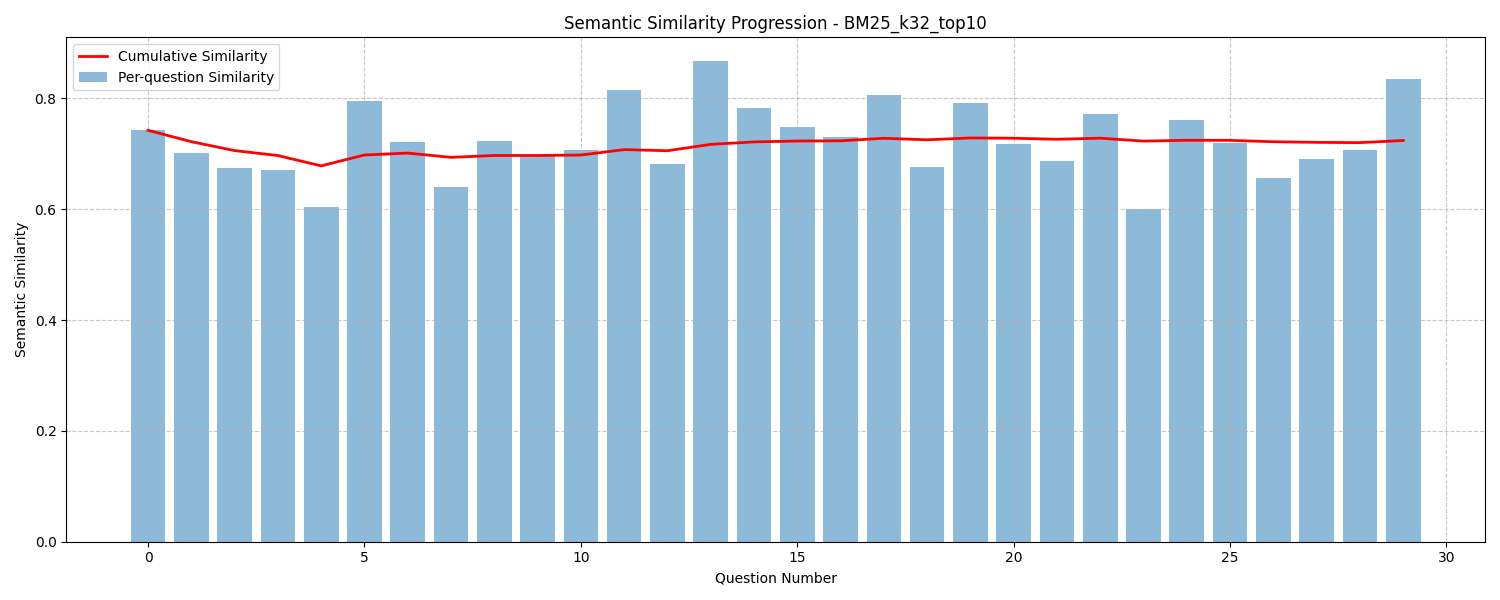 Semantic Similarity Progression - BM25_k32_top10
Cumulative Similarity
Per-question Similarity
Semantic Similarity
0.8
0.6
0.4
0.2
0.0
0 5 10 15 20 25 30
Question Number